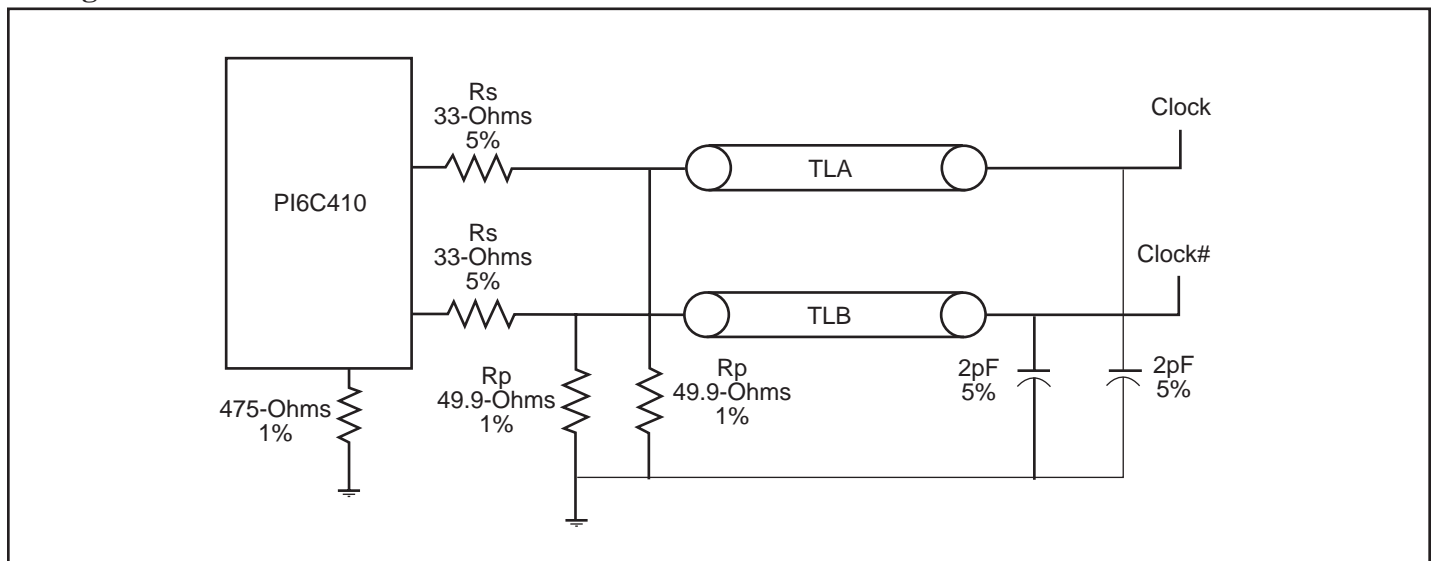 Rs
33-Ohms
5%
Clock
TLA
PI6C410
Rs
33-Ohms
5%
Clock#
TLB
Rp
49.9-Ohms
1%
Rp
49.9-Ohms
1%
2pF
5%
2pF
5%
475-Ohms
1%